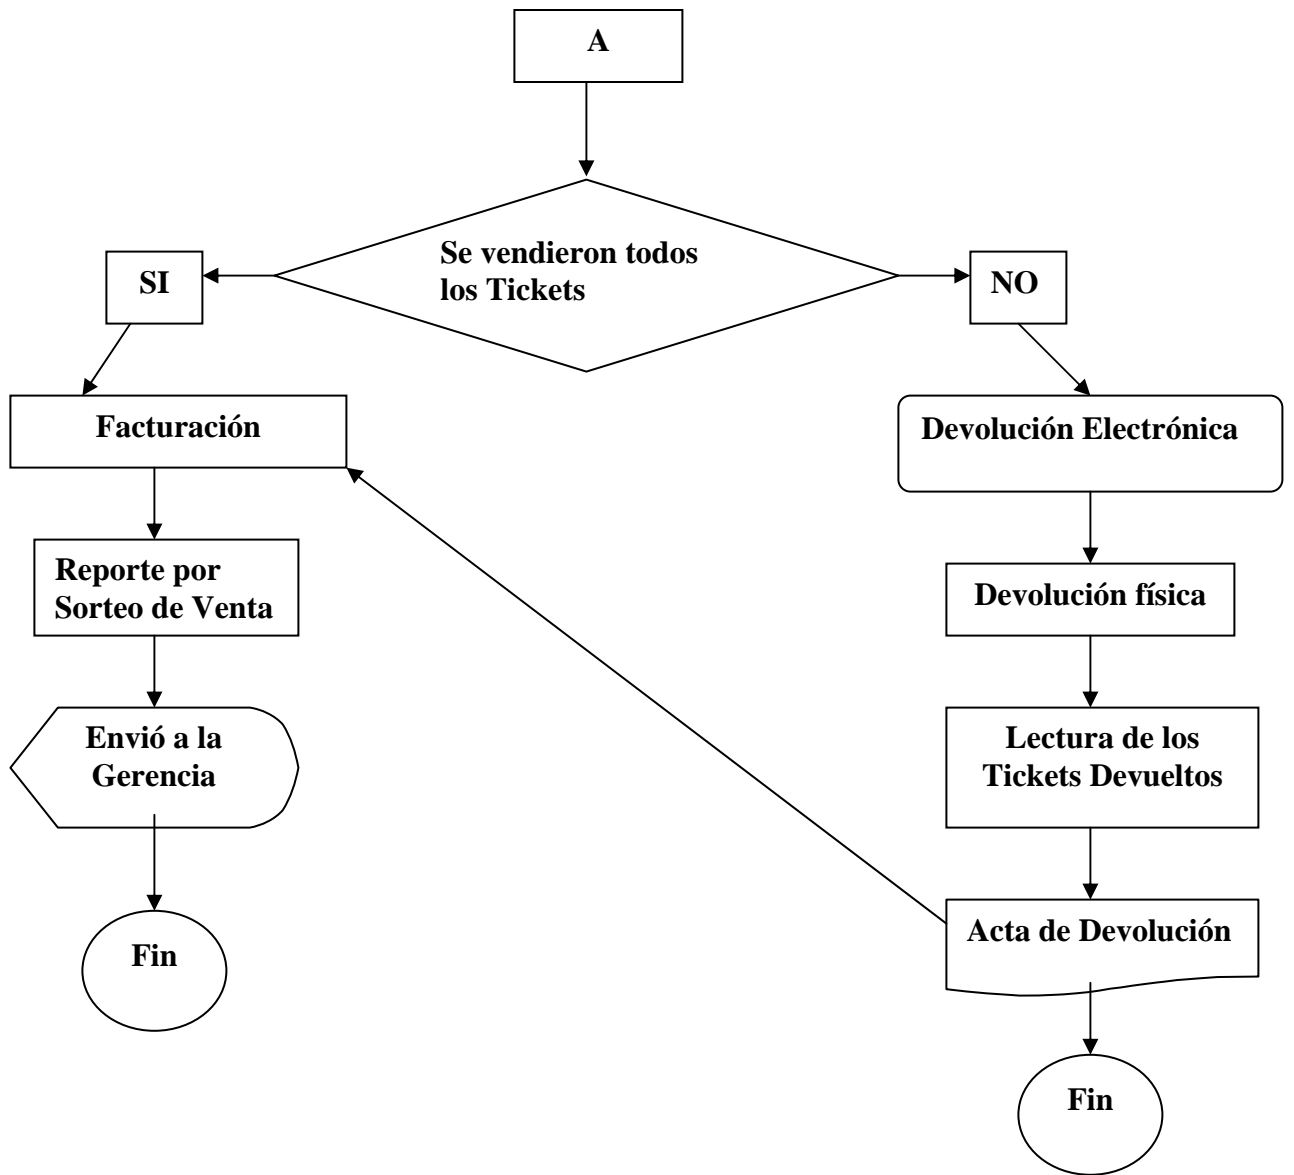 A
Se vendieron todos
los Tickets
SI
NO
Facturación
Devolución Electrónica
Reporte por
Sorteo de Venta
Devolución física
Envió a la
Gerencia
Lectura de los
Tickets Devueltos
Acta de Devolución
Fin
Fin